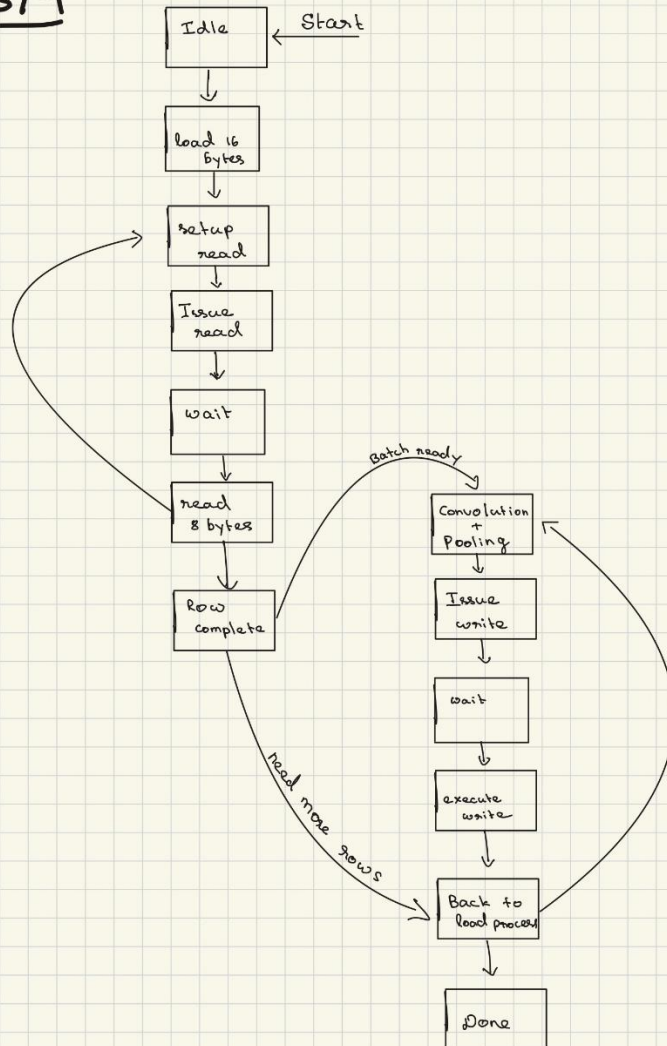 Idle
Start
load 16
bytes
setup
read
Issue
read
wait
read
8 bytes
Row
complete
Batch ready
need more rows
Convolution
+
Pooling
Issue
write
wait
execute
write
Back to
load process
Done